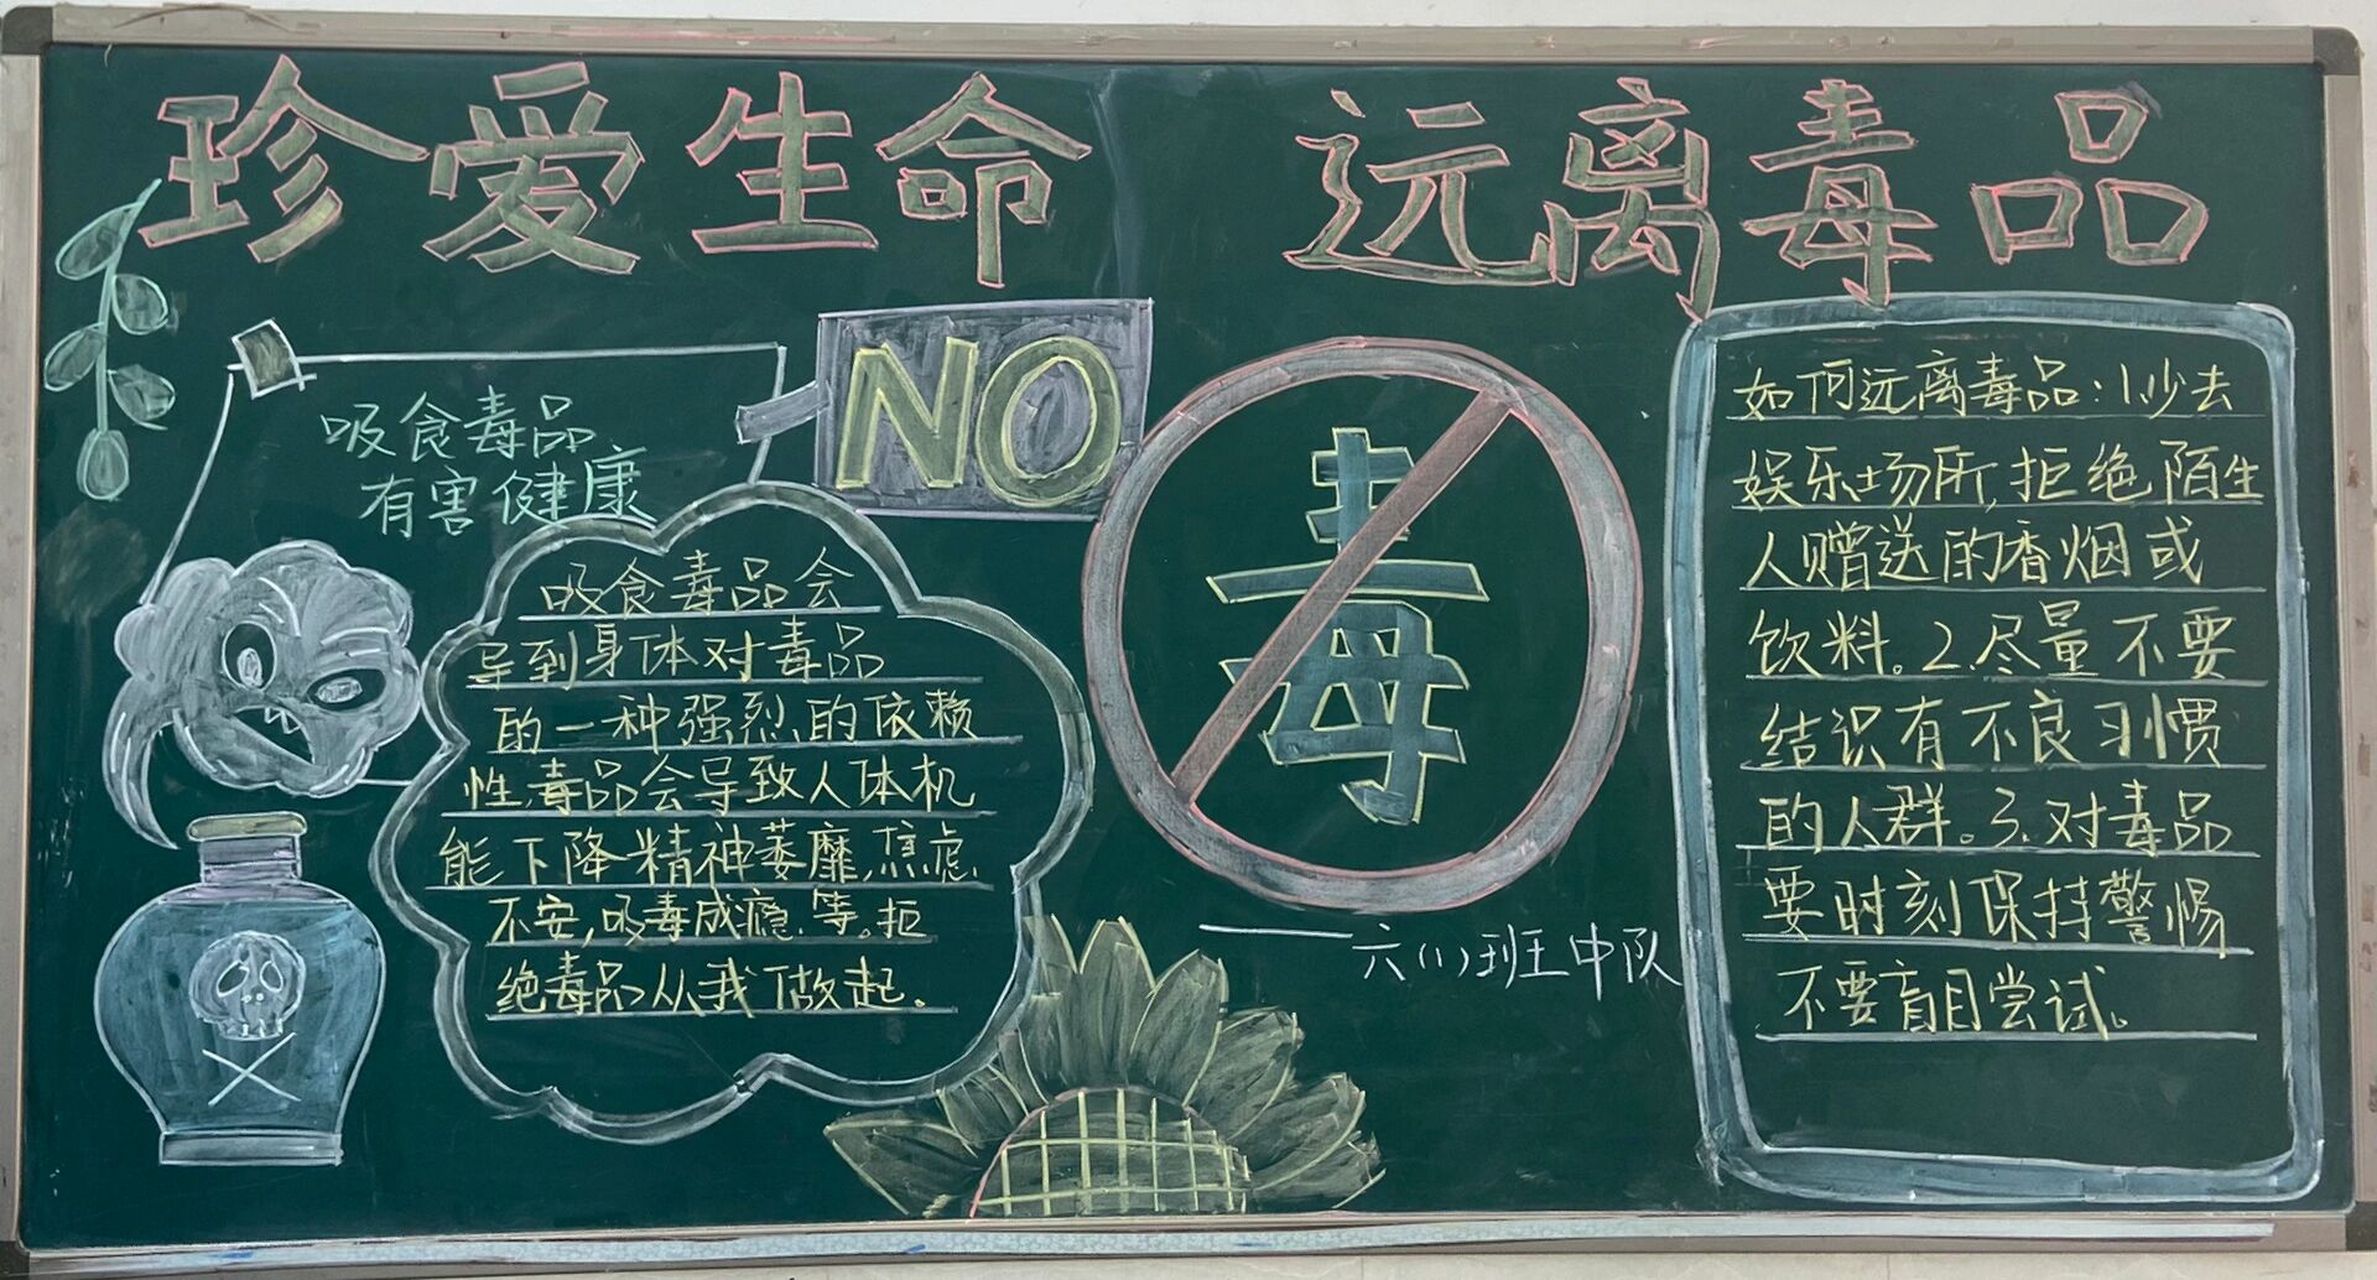 珍爱生命 远离毒品
吸食毒品
有害健康
NO
吸食毒品会
导到身体对毒品
的一种强烈的依赖
性,毒品会导致人体机
能下降精神萎靡,焦虑
不安,吸毒成瘾.等。拒
绝毒品从我做起。
毒
——六(1)班中队
如何远离毒品:1.少去
娱乐场所,拒绝陌生
人赠送的香烟或
饮料。2.尽量不要
结识有不良习惯
的人群。3.对毒品
要时刻保持警惕
不要盲目尝试。